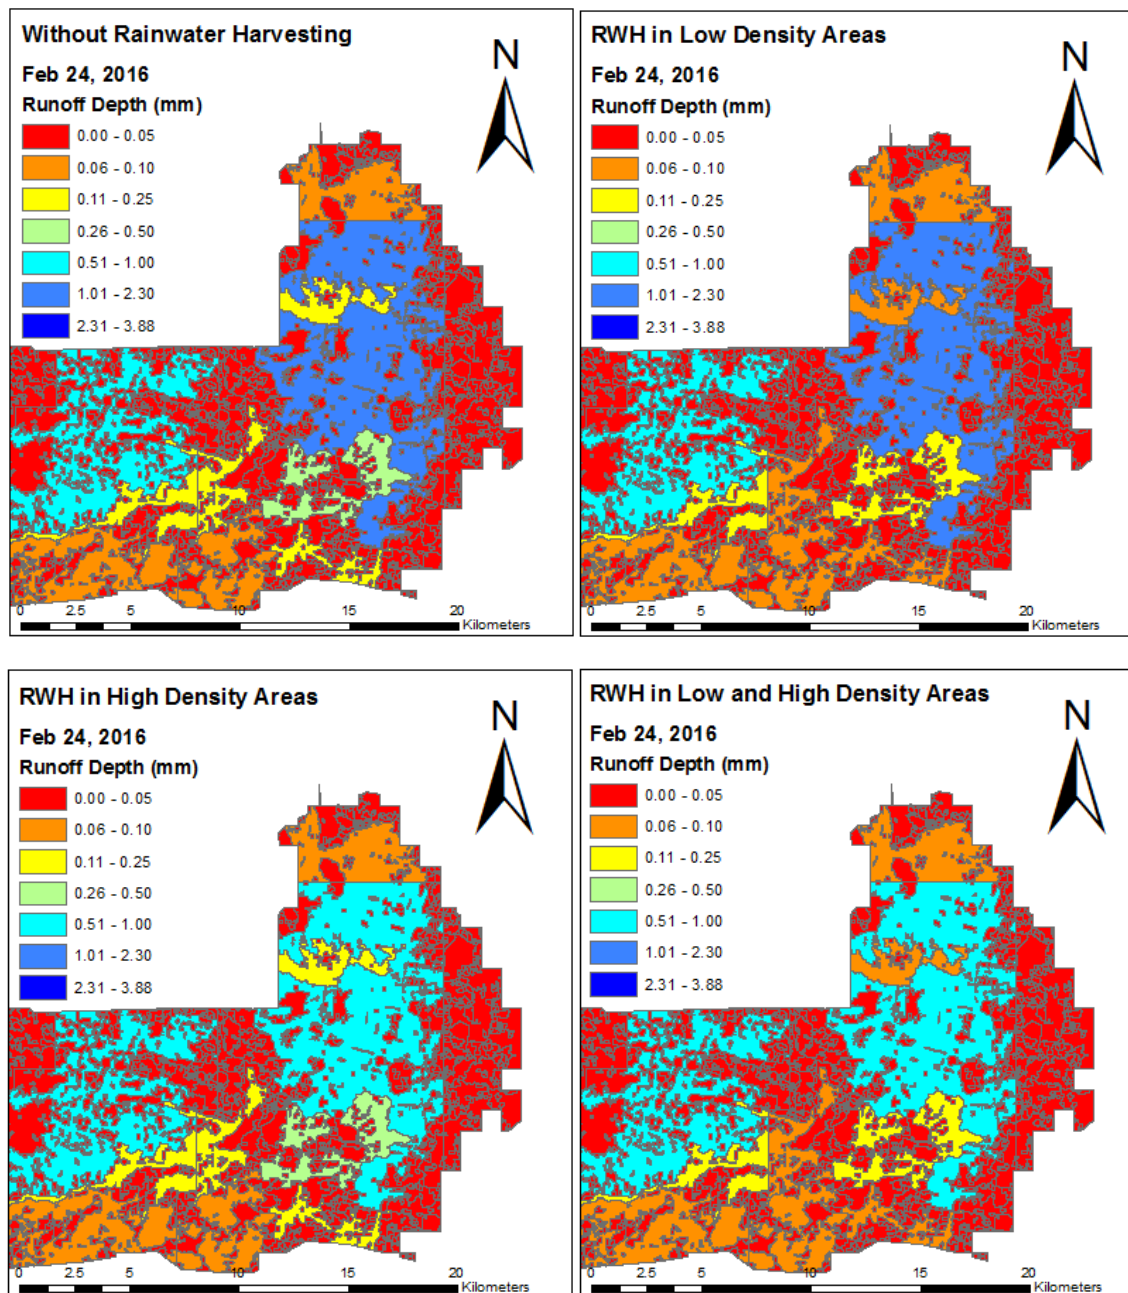 Without Rainwater Harvesting
Feb 24, 2016
Runoff Depth (mm)
0.00 - 0.05
0.06 - 0.10
0.11 - 0.25
0.26 - 0.50
0.51 - 1.00
1.01 - 2.30
2.31 - 3.88
N
0 2.5 5 10 15 20
Kilometers
RWH in Low Density Areas
Feb 24, 2016
Runoff Depth (mm)
0.00 - 0.05
0.06 - 0.10
0.11 - 0.25
0.26 - 0.50
0.51 - 1.00
1.01 - 2.30
2.31 - 3.88
N
0 2.5 5 10 15 20
Kilometers
RWH in High Density Areas
Feb 24, 2016
Runoff Depth (mm)
0.00 - 0.05
0.06 - 0.10
0.11 - 0.25
0.26 - 0.50
0.51 - 1.00
1.01 - 2.30
2.31 - 3.88
N
0 2.5 5 10 15 20
Kilometers
RWH in Low and High Density Areas
Feb 24, 2016
Runoff Depth (mm)
0.00 - 0.05
0.06 - 0.10
0.11 - 0.25
0.26 - 0.50
0.51 - 1.00
1.01 - 2.30
2.31 - 3.88
N
0 2.5 5 10 15 20
Kilometers